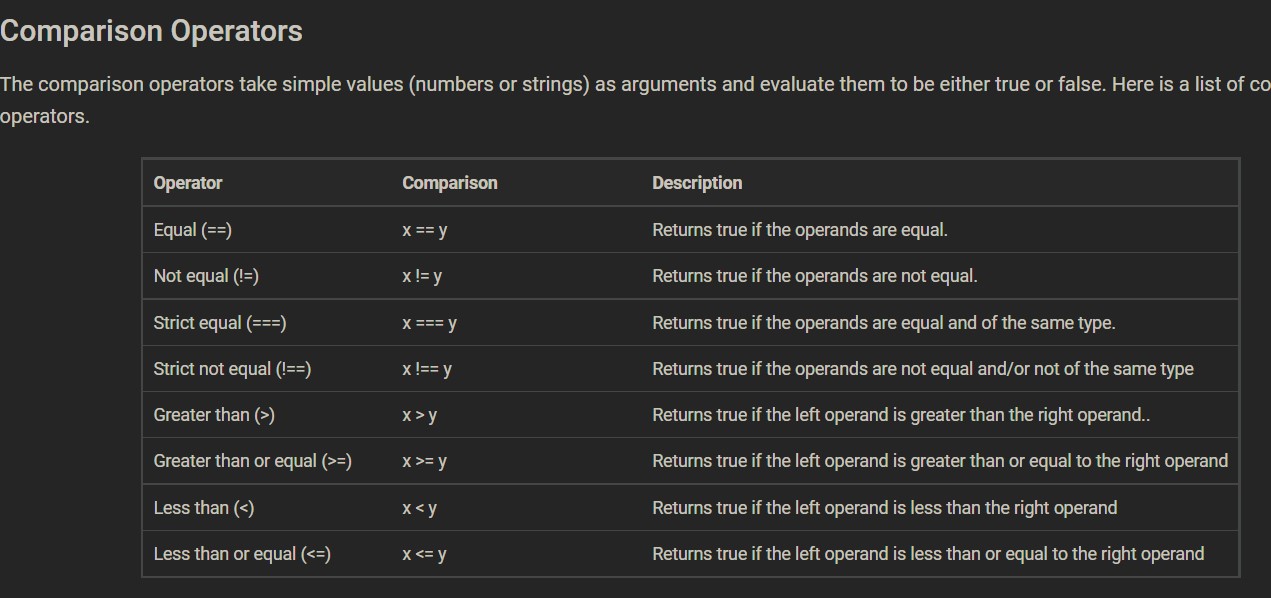 Comparison Operators
The comparison operators take simple values (numbers or strings) as arguments and evaluate them to be either true or false. Here is a list of co
operators.
Operator Comparison Description
Equal (==) x == y Returns true if the operands are equal.
Not equal (!=) x != y Returns true if the operands are not equal.
Strict equal (===) x === y Returns true if the operands are equal and of the same type.
Strict not equal (!==) x !== y Returns true if the operands are not equal and/or not of the same type
Greater than (>) x > y Returns true if the left operand is greater than the right operand..
Greater than or equal (>=) x >= y Returns true if the left operand is greater than or equal to the right operand
Less than (<) x < y Returns true if the left operand is less than the right operand
Less than or equal (<=) x <= y Returns true if the left operand is less than or equal to the right operand